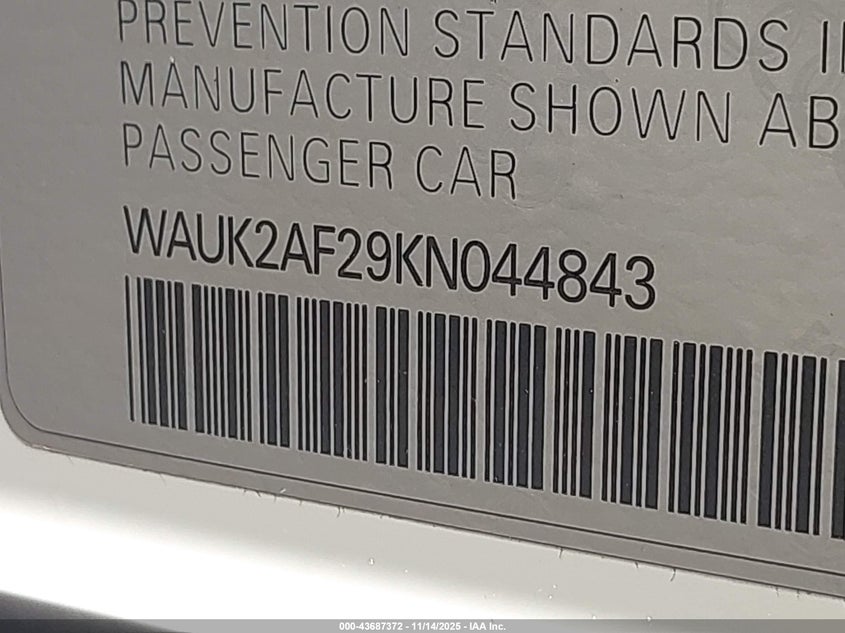 PREVENTION STANDARDS
MANUFACTURE SHOWN AB
PASSENGER CAR
WAUK2AF29KN044843
000-43687372 - 11/14/2025 - IAA Inc.